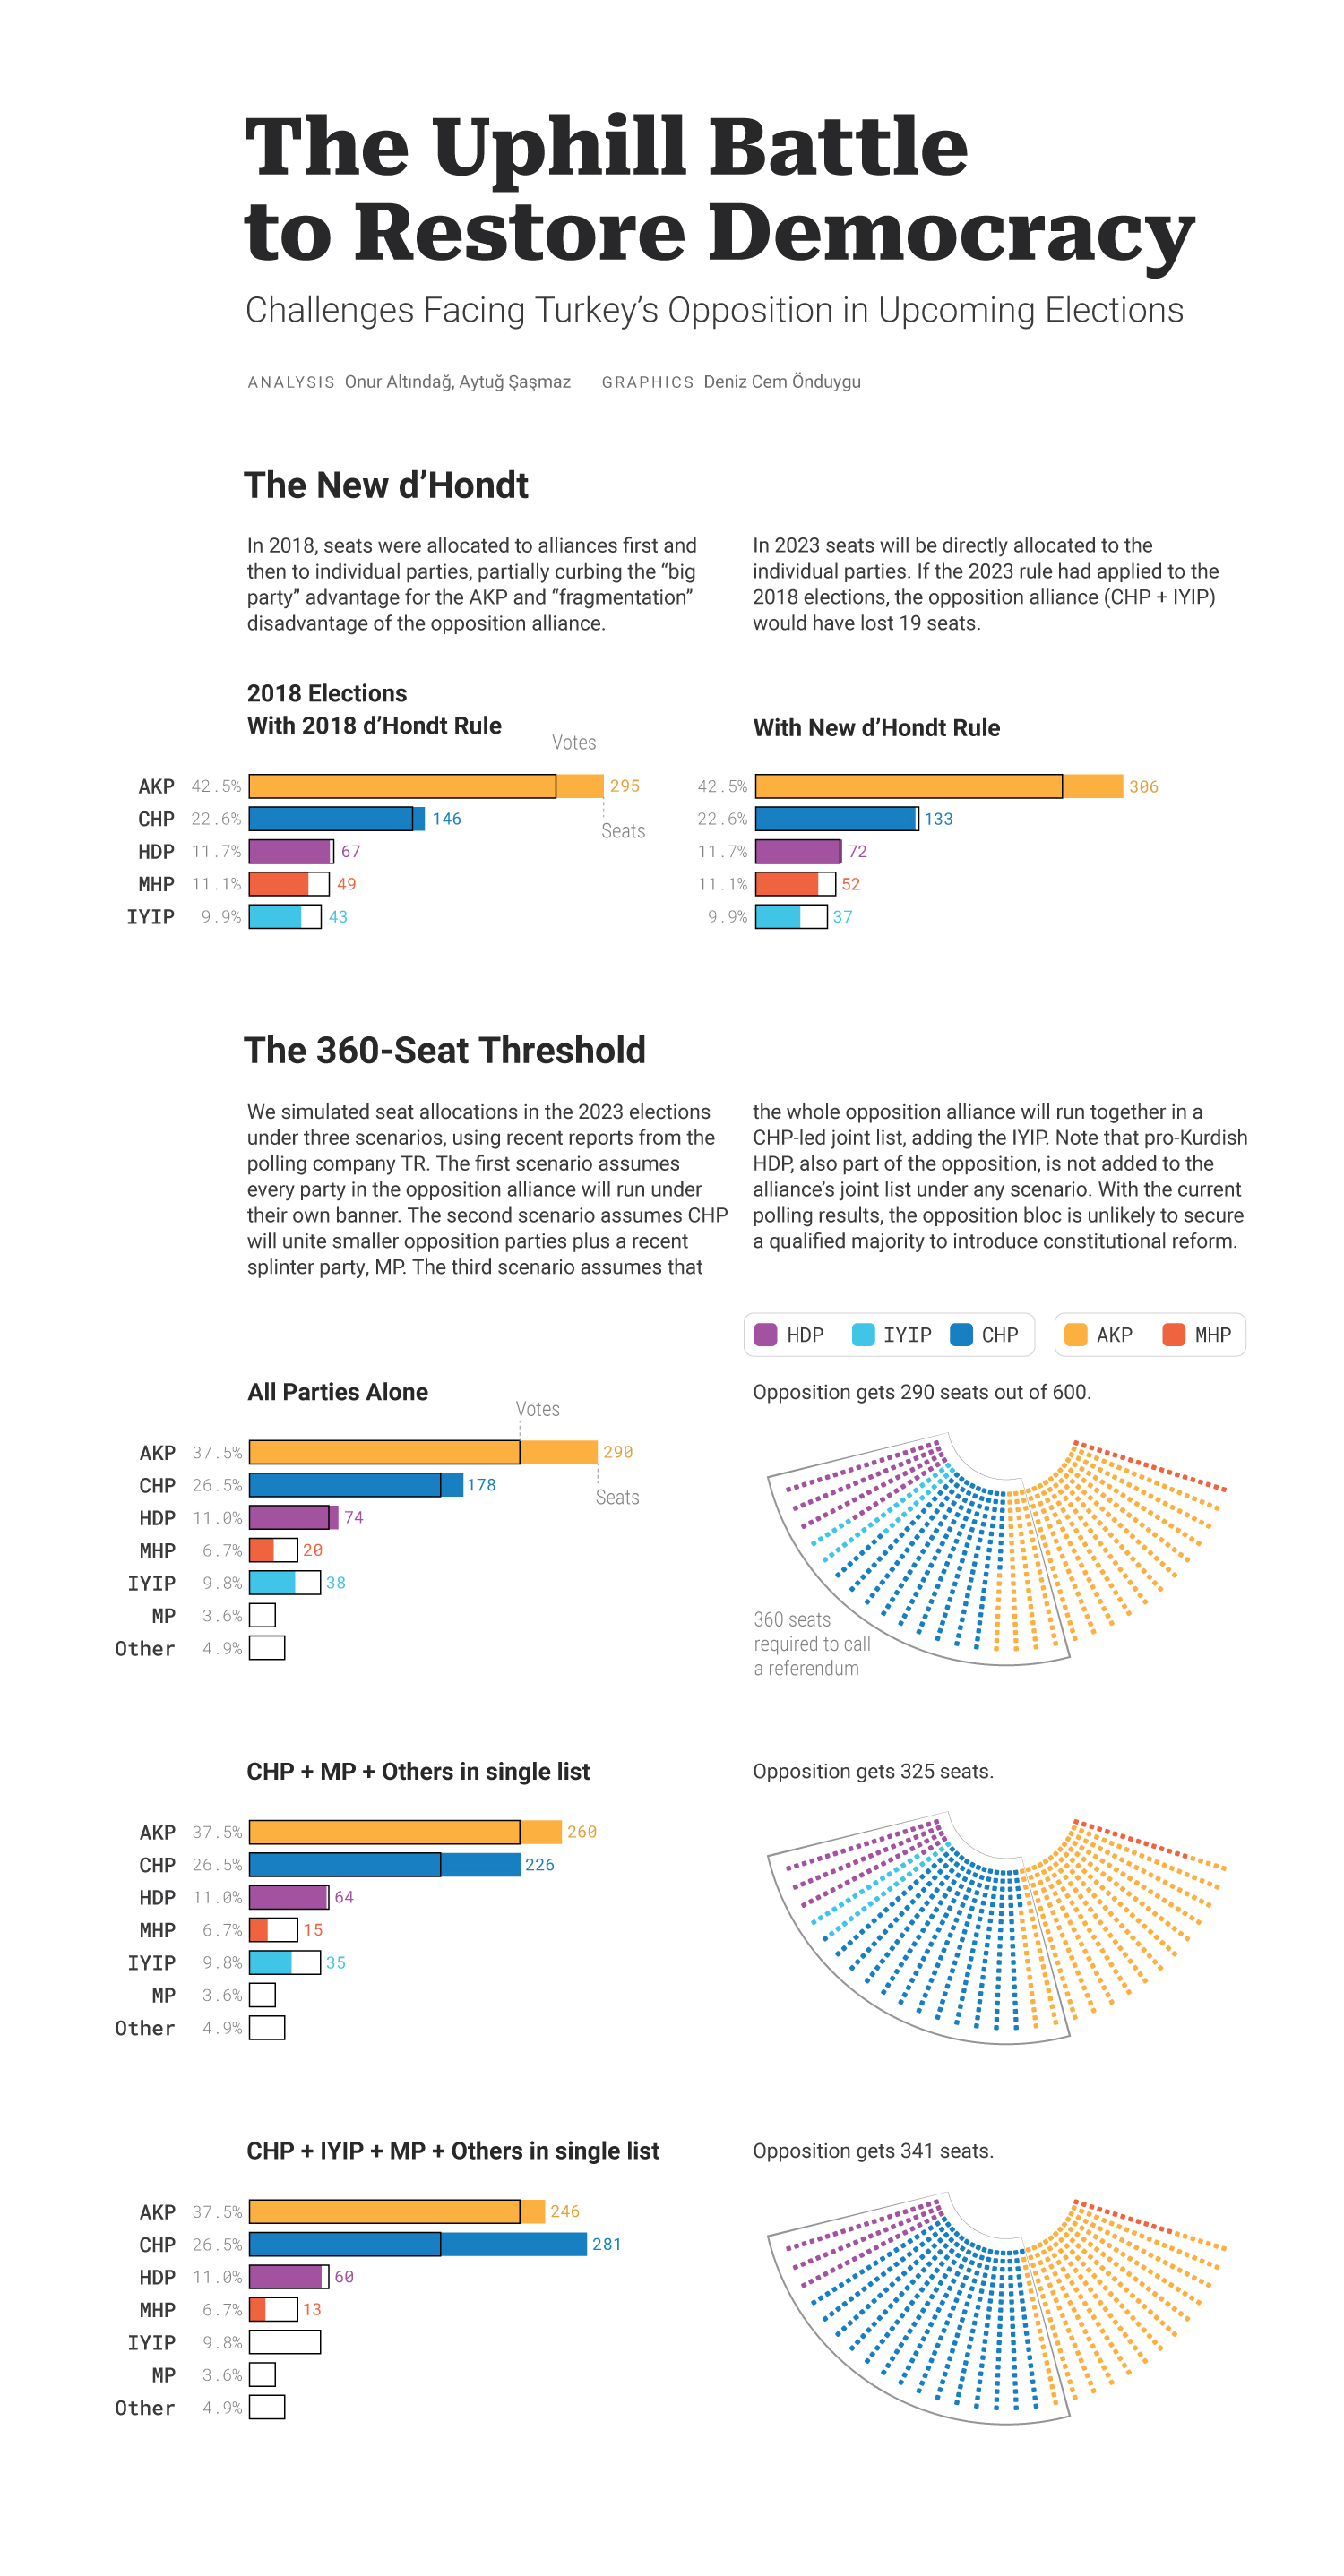 The Uphill Battle
to Restore Democracy
Challenges Facing Turkey’s Opposition in Upcoming Elections
ANALYSIS Onur Altındağ, Aytuğ Şaşmaz GRAPHICS Deniz Cem Önduygu
The New d’Hondt
In 2018, seats were allocated to alliances first and
then to individual parties, partially curbing the “big
party” advantage for the AKP and “fragmentation”
disadvantage of the opposition alliance.
In 2023 seats will be directly allocated to the
individual parties. If the 2023 rule had applied to the
2018 elections, the opposition alliance (CHP + IYIP)
would have lost 19 seats.
2018 Elections
With 2018 d’Hondt Rule
Votes
AKP 42.5% 295
CHP 22.6% 146
Seats
HDP 11.7% 67
MHP 11.1% 49
IYIP 9.9% 43
With New d’Hondt Rule
42.5% 306
22.6% 133
11.7% 72
11.1% 52
9.9% 37
The 360-Seat Threshold
We simulated seat allocations in the 2023 elections
under three scenarios, using recent reports from the
polling company TR. The first scenario assumes
every party in the opposition alliance will run under
their own banner. The second scenario assumes CHP
will unite smaller opposition parties plus a recent
splinter party, MP. The third scenario assumes that
the whole opposition alliance will run together in a
CHP-led joint list, adding the IYIP. Note that pro-Kurdish
HDP, also part of the opposition, is not added to the
alliance’s joint list under any scenario. With the current
polling results, the opposition bloc is unlikely to secure
a qualified majority to introduce constitutional reform.
HDP IYIP CHP AKP MHP
All Parties Alone
Votes
AKP 37.5% 290
CHP 26.5% 178
Seats
HDP 11.0% 74
MHP 6.7% 20
IYIP 9.8% 38
MP 3.6%
Other 4.9%
Opposition gets 290 seats out of 600.
360 seats
required to call
a referendum
CHP + MP + Others in single list
AKP 37.5% 260
CHP 26.5% 226
HDP 11.0% 64
MHP 6.7% 15
IYIP 9.8% 35
MP 3.6%
Other 4.9%
Opposition gets 325 seats.
CHP + IYIP + MP + Others in single list
AKP 37.5% 246
CHP 26.5% 281
HDP 11.0% 60
MHP 6.7% 13
IYIP 9.8%
MP 3.6%
Other 4.9%
Opposition gets 341 seats.